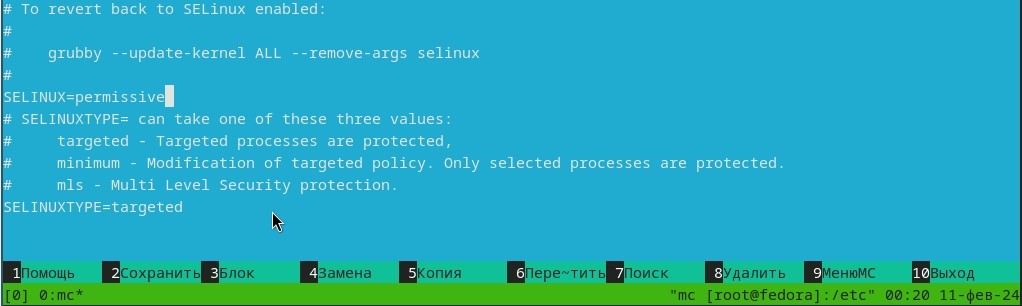 # To revert back to SELinux enabled:
#
#    grubby --update-kernel ALL --remove-args selinux
#
SELINUX=permissive
# SELINUXTYPE= can take one of these three values:
#     targeted - Targeted processes are protected,
#     minimum - Modification of targeted policy. Only selected processes are protected.
#     mls - Multi Level Security protection.
SELINUXTYPE=targeted
1Помощь 2Сохранить 3Блок 4Замена 5Копия 6Пере~тить 7Поиск 8Удалить 9МенюMC 10Выход
[0] 0:mc* "mc [root@fedora]:/etc" 00:20 11-фев-24